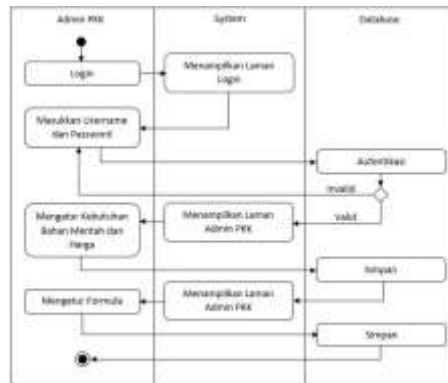 Admin PKK
System
Database
Login
Menampilkan Laman
Login
Masukkan Username
dan Password
Autentikasi
Invalid
Valid
Mengatur Kebutuhan
Bahan Mentah dan
Harga
Menampilkan Laman
Admin PKK
Simpan
Mengatur Formula
Menampilkan Laman
Admin PKK
Simpan